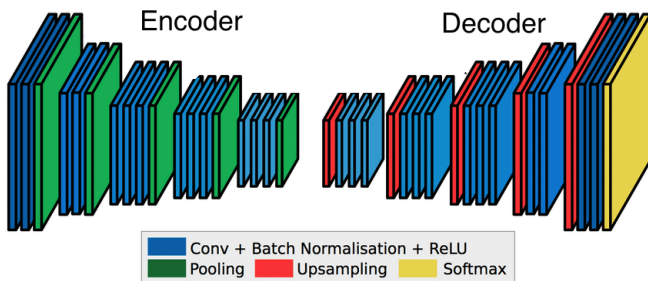 Encoder
Decoder
Conv + Batch Normalisation + ReLU
Pooling Upsampling Softmax